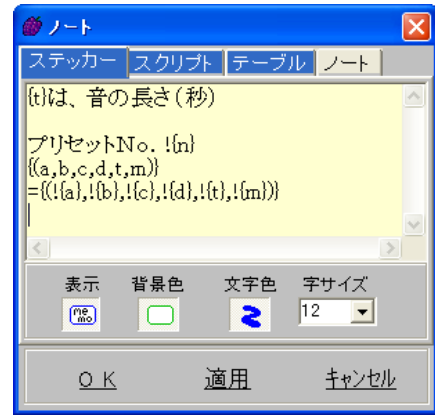 ノート
ステッカー スクリプト テーブル ノート
{t}は、音の長さ(秒)
プリセットNo. !{n}
{(a,b,c,d,t,m)}
={(!{a},!{b},!{c},!{d},!{t},!{m})}
表示 背景色 文字色 字サイズ
me mo 12
OK 適用 キャンセル